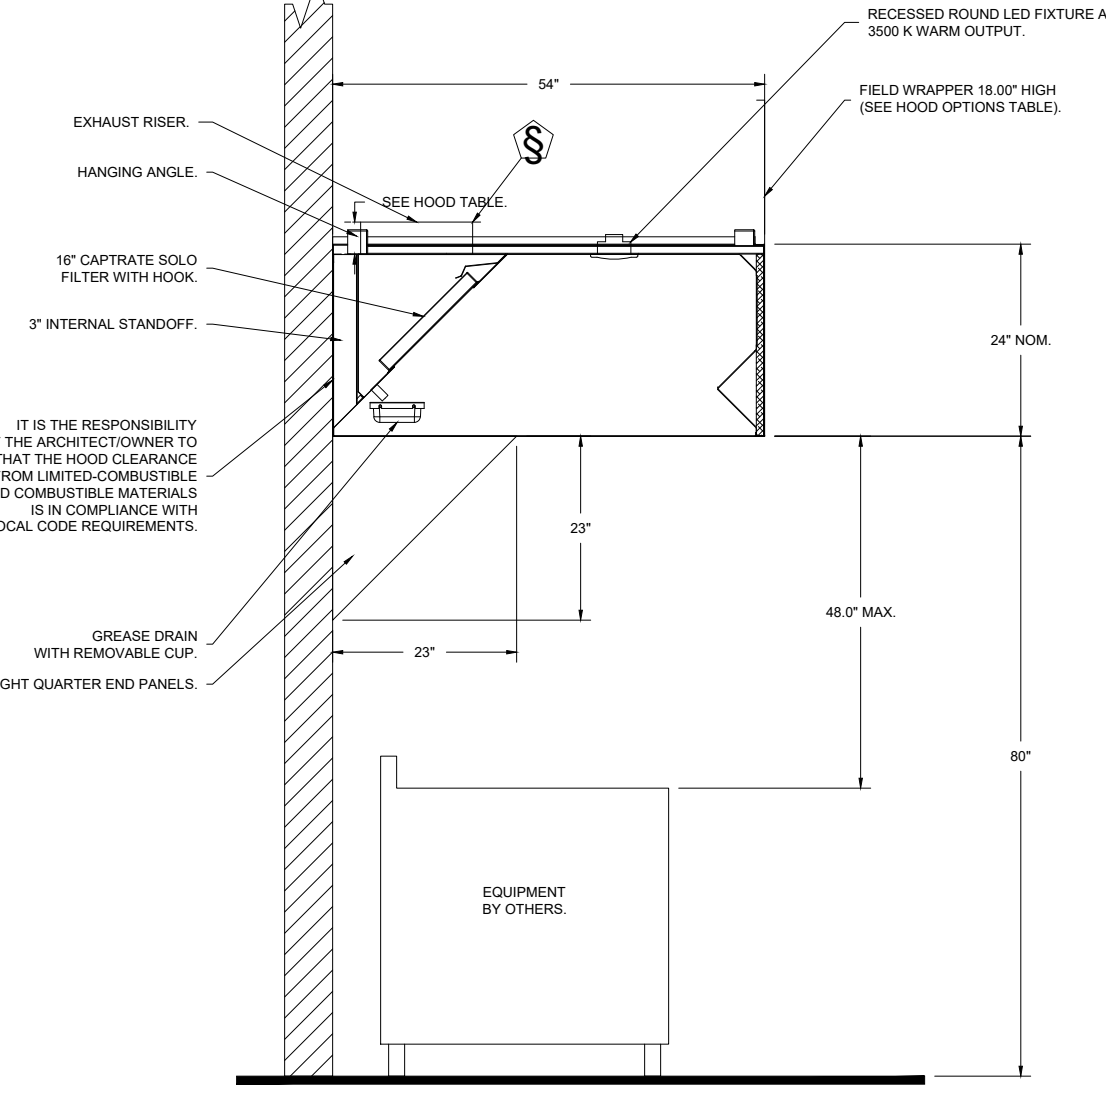 RECESSED ROUND LED FIXTURE
3500 K WARM OUTPUT.
54"
FIELD WRAPPER 18.00" HIGH
(SEE HOOD OPTIONS TABLE).
EXHAUST RISER.
§
HANGING ANGLE.
SEE HOOD TABLE.
16" CAPTRATE SOLO
FILTER WITH HOOK.
3" INTERNAL STANDOFF.
24" NOM.
IT IS THE RESPONSIBILITY
THE ARCHITECT/OWNER TO
THAT THE HOOD CLEARANCE
FROM LIMITED-COMBUSTIBLE
COMBUSTIBLE MATERIALS
IS IN COMPLIANCE WITH
CODE REQUIREMENTS.
23"
48.0" MAX.
GREASE DRAIN
WITH REMOVABLE CUP.
23"
QUARTER END PANELS.
80"
EQUIPMENT
BY OTHERS.